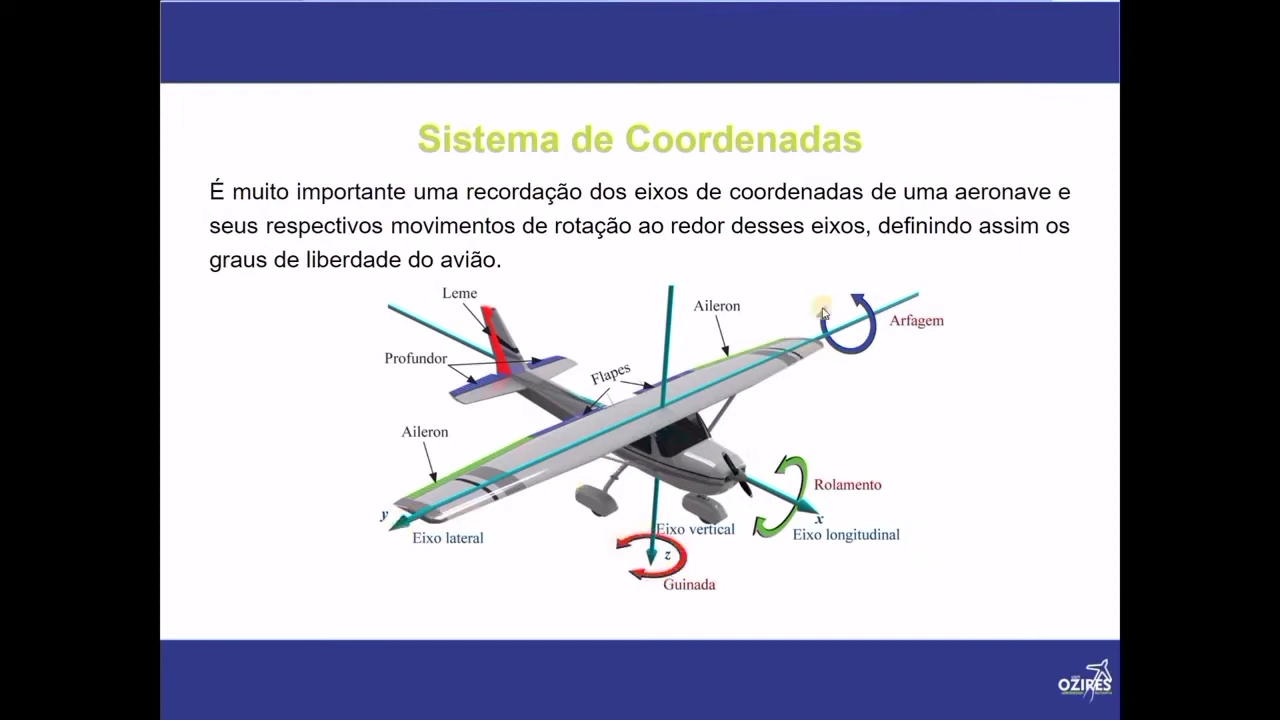 Sistema de Coordenadas
É muito importante uma recordação dos eixos de coordenadas de uma aeronave e
seus respectivos movimentos de rotação ao redor desses eixos, definindo assim os
graus de liberdade do avião.
Leme
Aileron
Arfagem
Profundor
Flapes
Aileron
Rolamento
y
x
Eixo lateral
Eixo vertical
Eixo longitudinal
z
Guinada
OZIRES